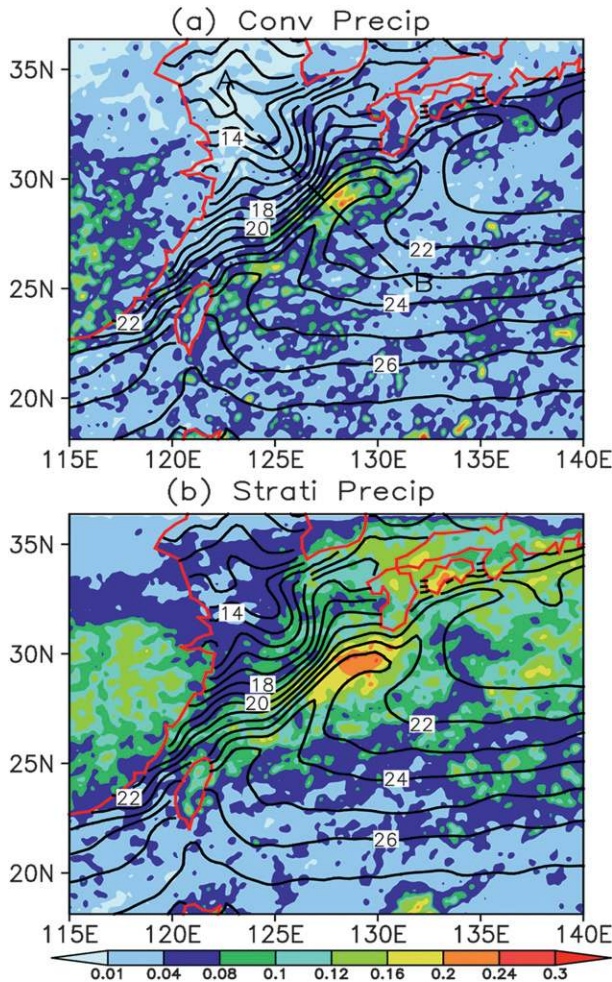 (a) Conv Precip
35N
30N
25N
20N
A
14
18
20
22
22
B
24
26
115E 120E 125E 130E 135E 140E
(b) Strati Precip
35N
30N
25N
20N
14
18
20
22
22
24
26
115E 120E 125E 130E 135E 140E
0.01 0.04 0.08 0.1 0.12 0.16 0.2 0.24 0.3